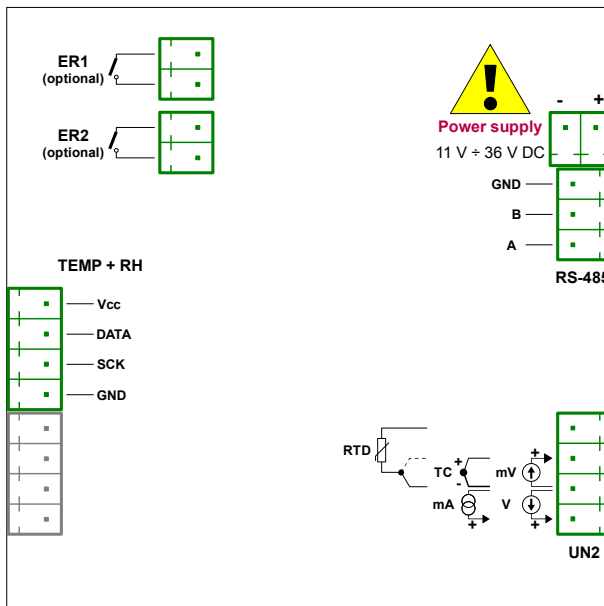 ER1
(optional)
ER2
(optional)
- +
Power supply
11 V ÷ 36 V DC
GND
B
A
RS-485
TEMP + RH
Vcc
DATA
SCK
GND
RTD
TC
+
-
mV
+
mA
+
V
+
UN2